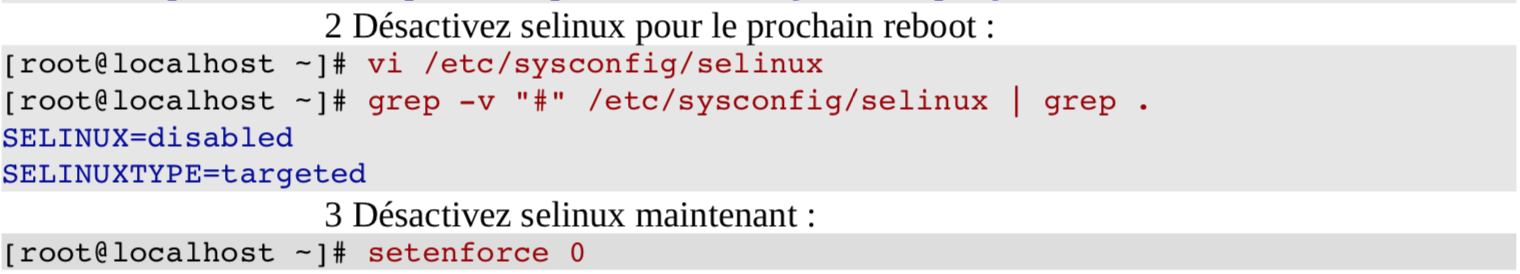 2 Désactivez selinux pour le prochain reboot :
[root@localhost ~]# vi /etc/sysconfig/selinux
[root@localhost ~]# grep -v "#" /etc/sysconfig/selinux | grep .
SELINUX=disabled
SELINUXTYPE=targeted
3 Désactivez selinux maintenant :
[root@localhost ~]# setenforce 0